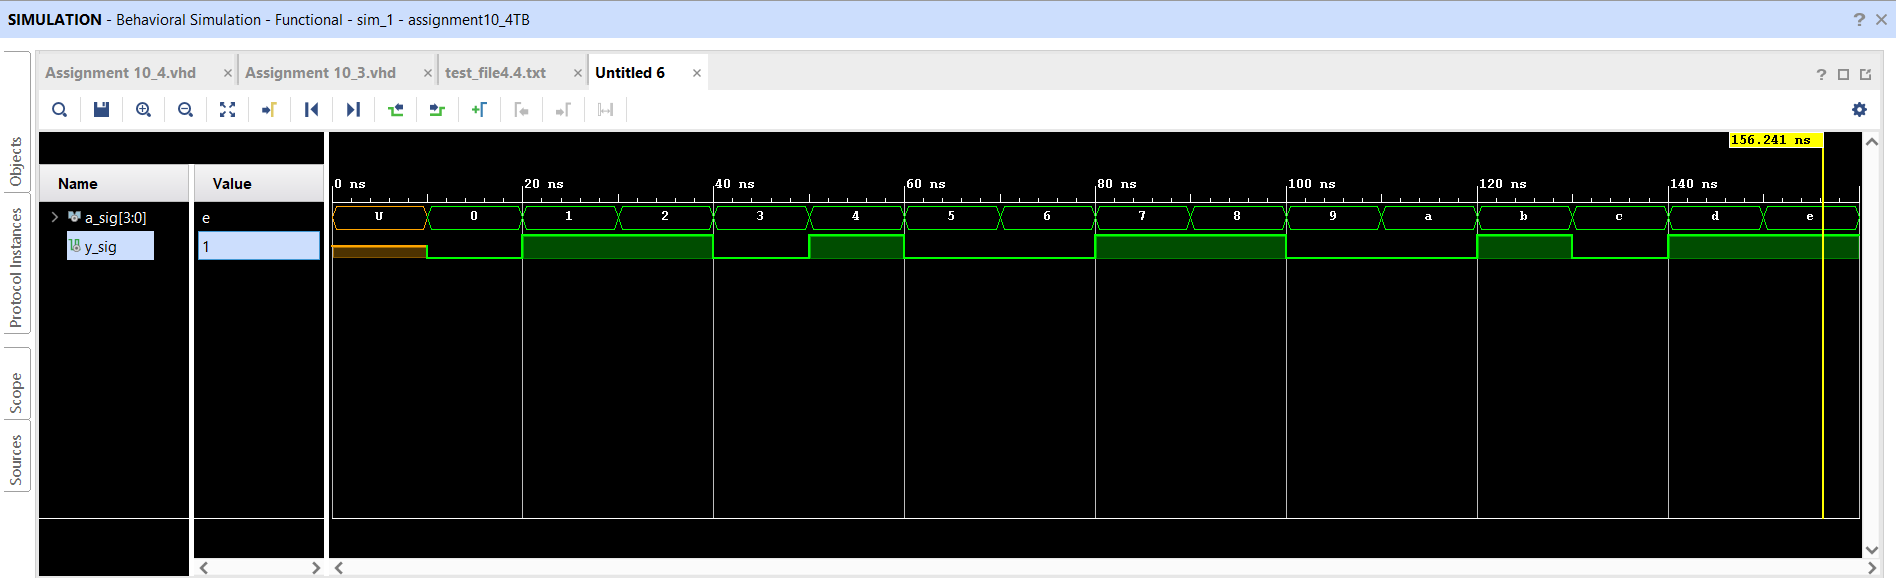 SIMULATION - Behavioral Simulation - Functional - sim_1 - assignment10_4TB
Assignment 10_4.vhd
Assignment 10_3.vhd
test_file4.4.txt
Untitled 6
Objects
Protocol Instances
Scope
Sources
156.241 ns
Name Value
0 ns 20 ns 40 ns 60 ns 80 ns 100 ns 120 ns 140 ns
a_sig[3:0] e U 0 1 2 3 4 5 6 7 8 9 a b c d e
y_sig 1